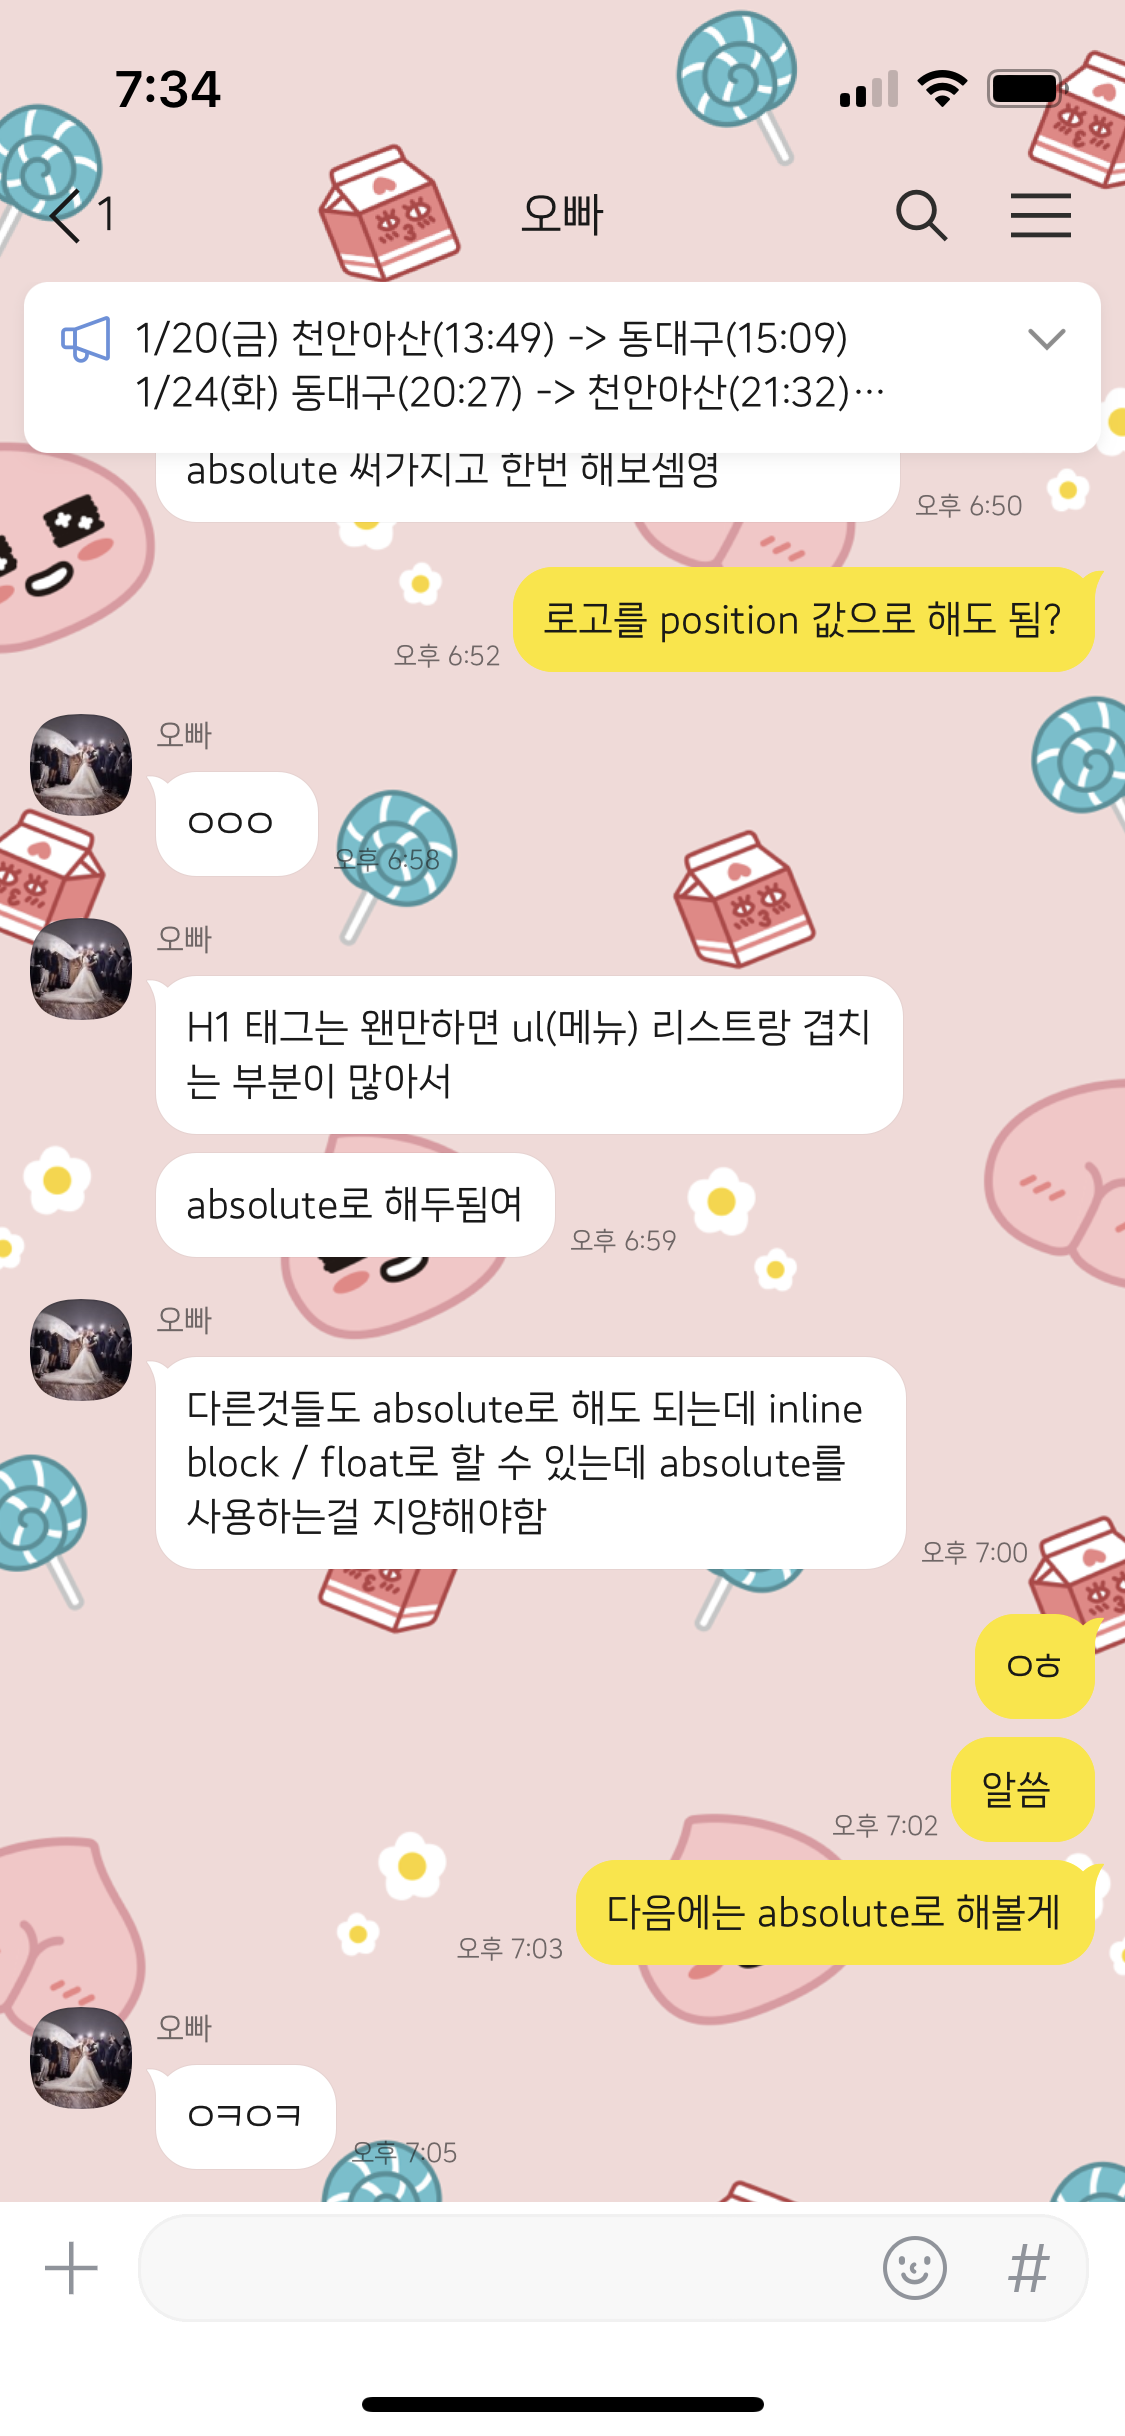 7:34
1
오빠
1/20(금) 천안아산(13:49) -> 동대구(15:09)
1/24(화) 동대구(20:27) -> 천안아산(21:32)…
absolute 써가지고 한번 해보셈영
오후 6:50
로고를 position 값으로 해도 됨?
오후 6:52
오빠
ㅇㅇㅇ
오후 6:58
오빠
H1 태그는 왠만하면 ul(메뉴) 리스트랑 겹치
는 부분이 많아서
absolute로 해두됨여
오후 6:59
오빠
다른것들도 absolute로 해도 되는데 inline
block / float로 할 수 있는데 absolute를
사용하는걸 지양해야함
오후 7:00
ㅇㅎ
알씀
오후 7:02
다음에는 absolute로 해볼게
오후 7:03
오빠
ㅇㅋㅇㅋ
오후 7:05
#